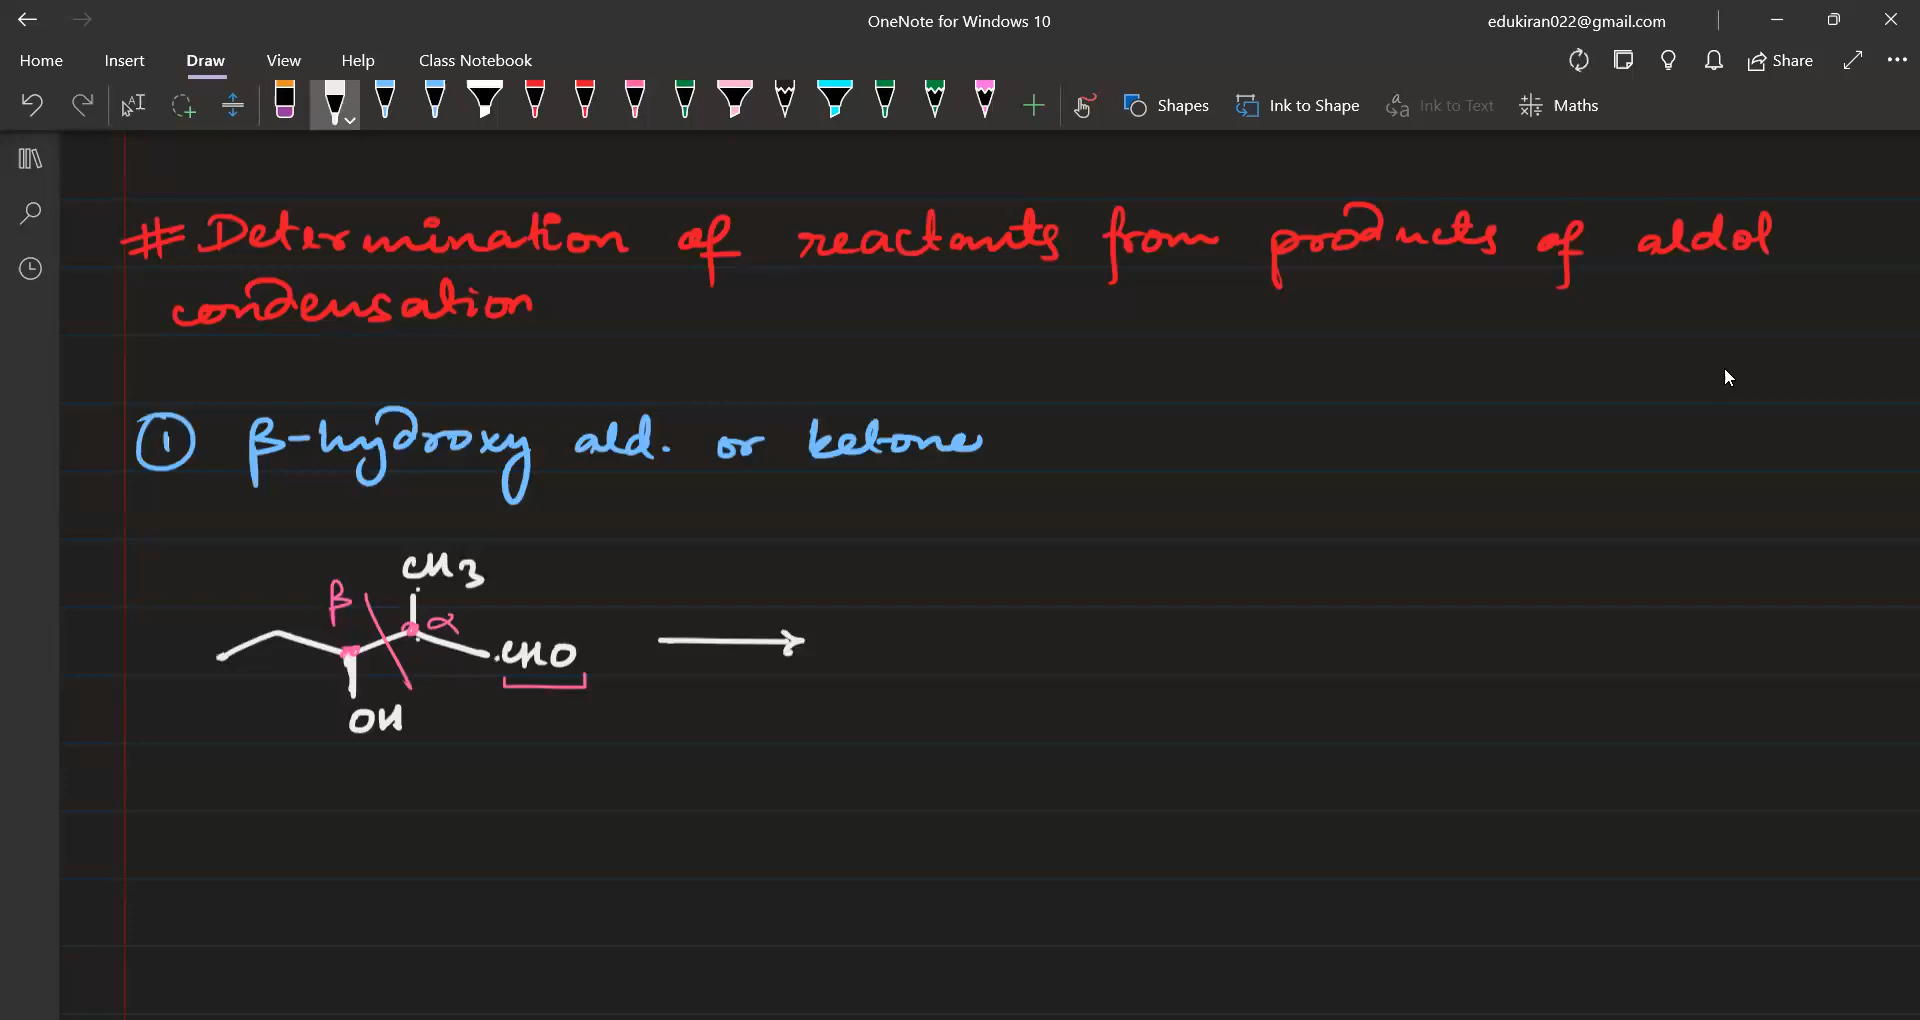 OneNote for Windows 10
edukiran022@gmail.com
Home Insert Draw View Help Class Notebook
Share
Shapes Ink to Shape Ink to Text Maths
# Determination of reactants from products of aldol
condensation
① β-hydroxy ald. or ketones
CH3
β
α
CHO
OH